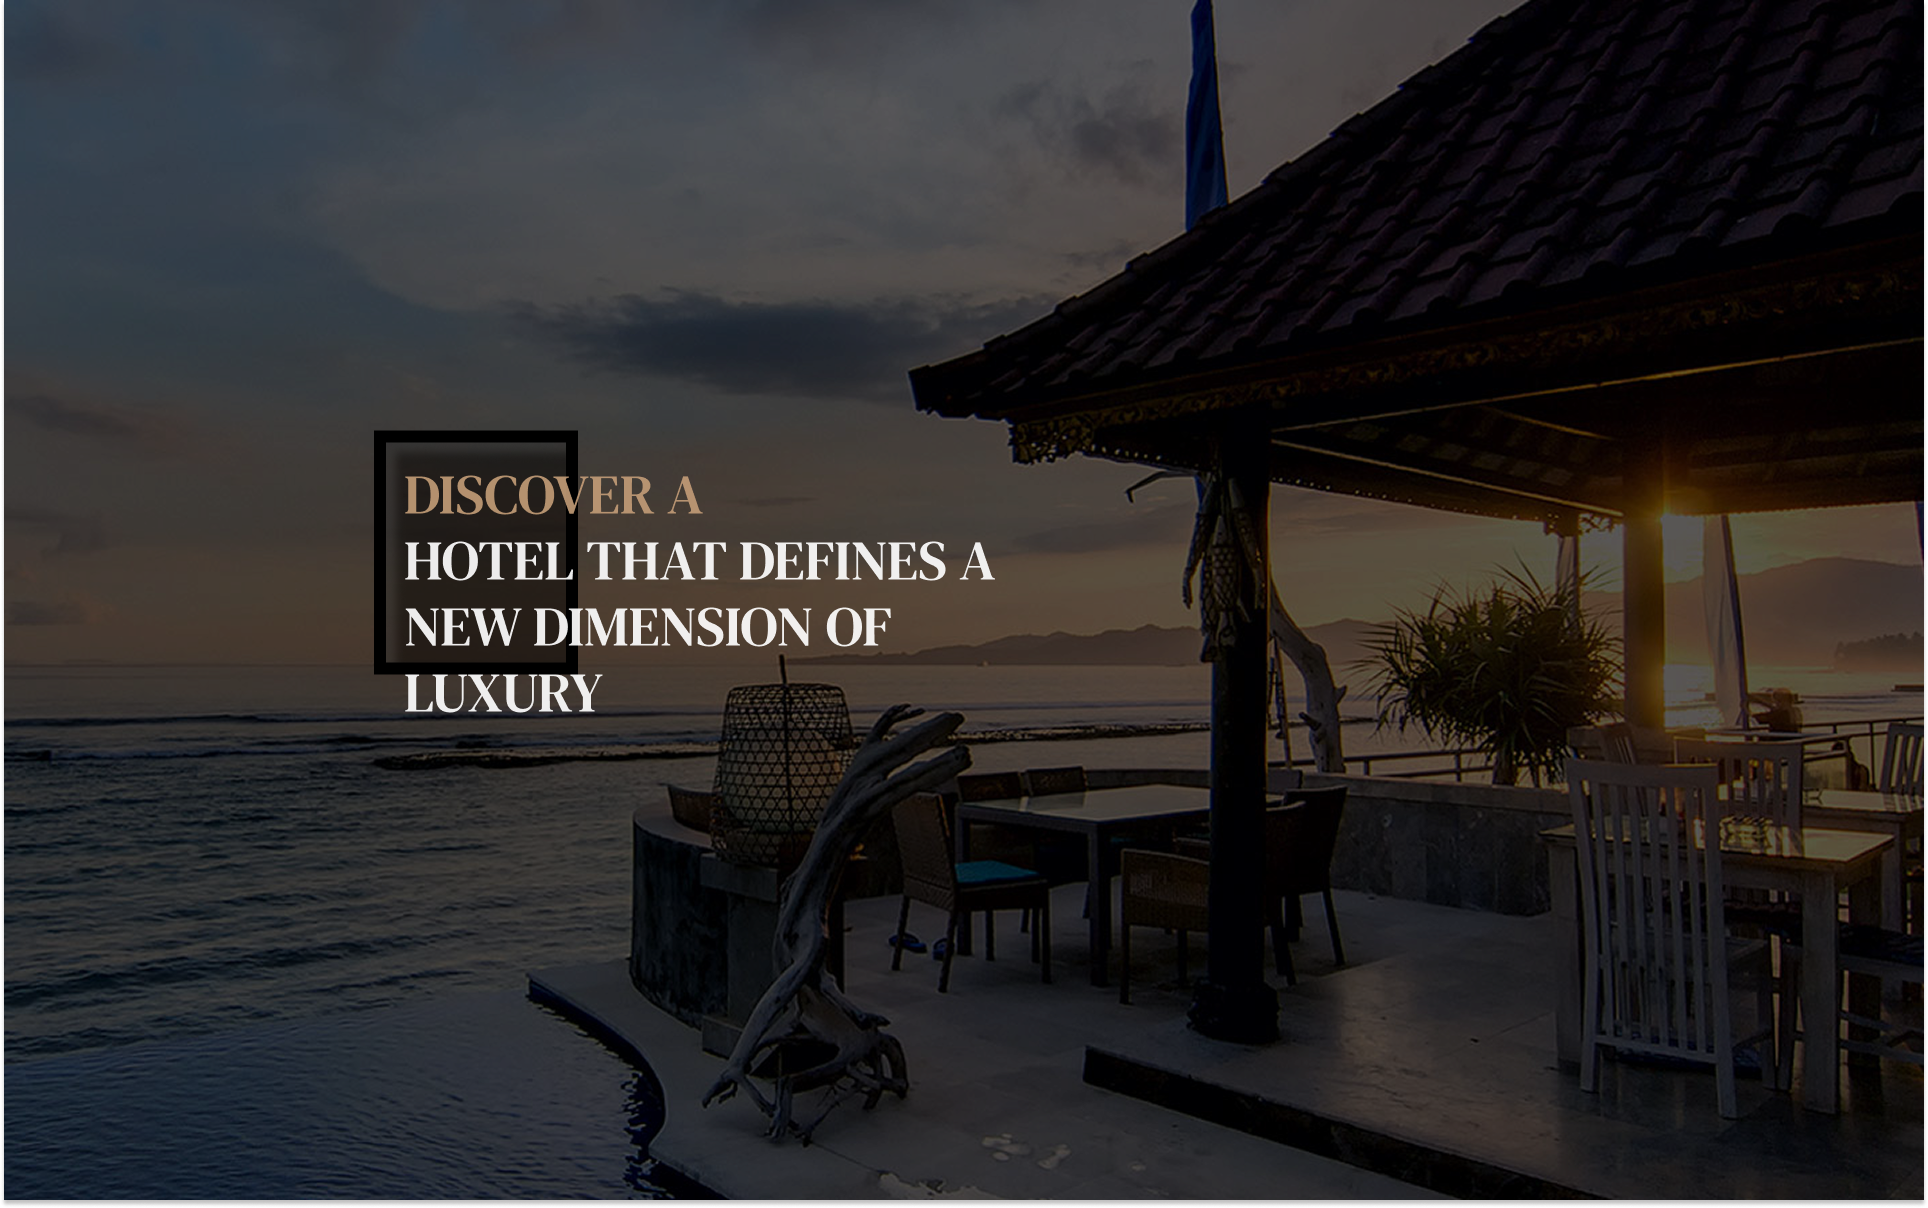 DISCOVER A
HOTEL THAT DEFINES A
NEW DIMENSION OF
LUXURY